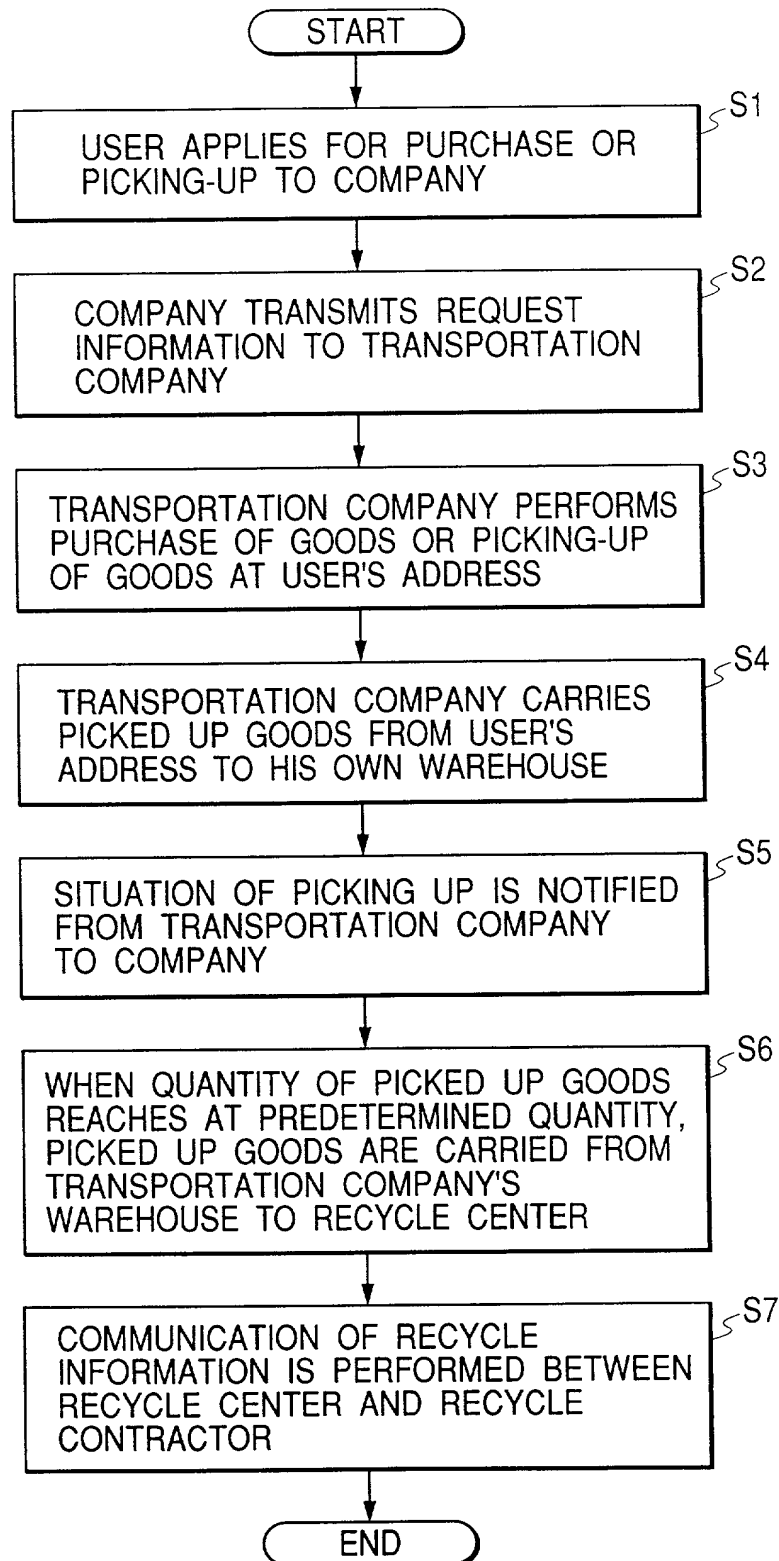 START
S1
USER APPLIES FOR PURCHASE OR
PICKING-UP TO COMPANY
S2
COMPANY TRANSMITS REQUEST
INFORMATION TO TRANSPORTATION
COMPANY
S3
TRANSPORTATION COMPANY PERFORMS
PURCHASE OF GOODS OR PICKING-UP
OF GOODS AT USER'S ADDRESS
S4
TRANSPORTATION COMPANY CARRIES
PICKED UP GOODS FROM USER'S
ADDRESS TO HIS OWN WAREHOUSE
S5
SITUATION OF PICKING UP IS NOTIFIED
FROM TRANSPORTATION COMPANY
TO COMPANY
S6
WHEN QUANTITY OF PICKED UP GOODS
REACHES AT PREDETERMINED QUANTITY,
PICKED UP GOODS ARE CARRIED FROM
TRANSPORTATION COMPANY'S
WAREHOUSE TO RECYCLE CENTER
S7
COMMUNICATION OF RECYCLE
INFORMATION IS PERFORMED BETWEEN
RECYCLE CENTER AND RECYCLE
CONTRACTOR
END